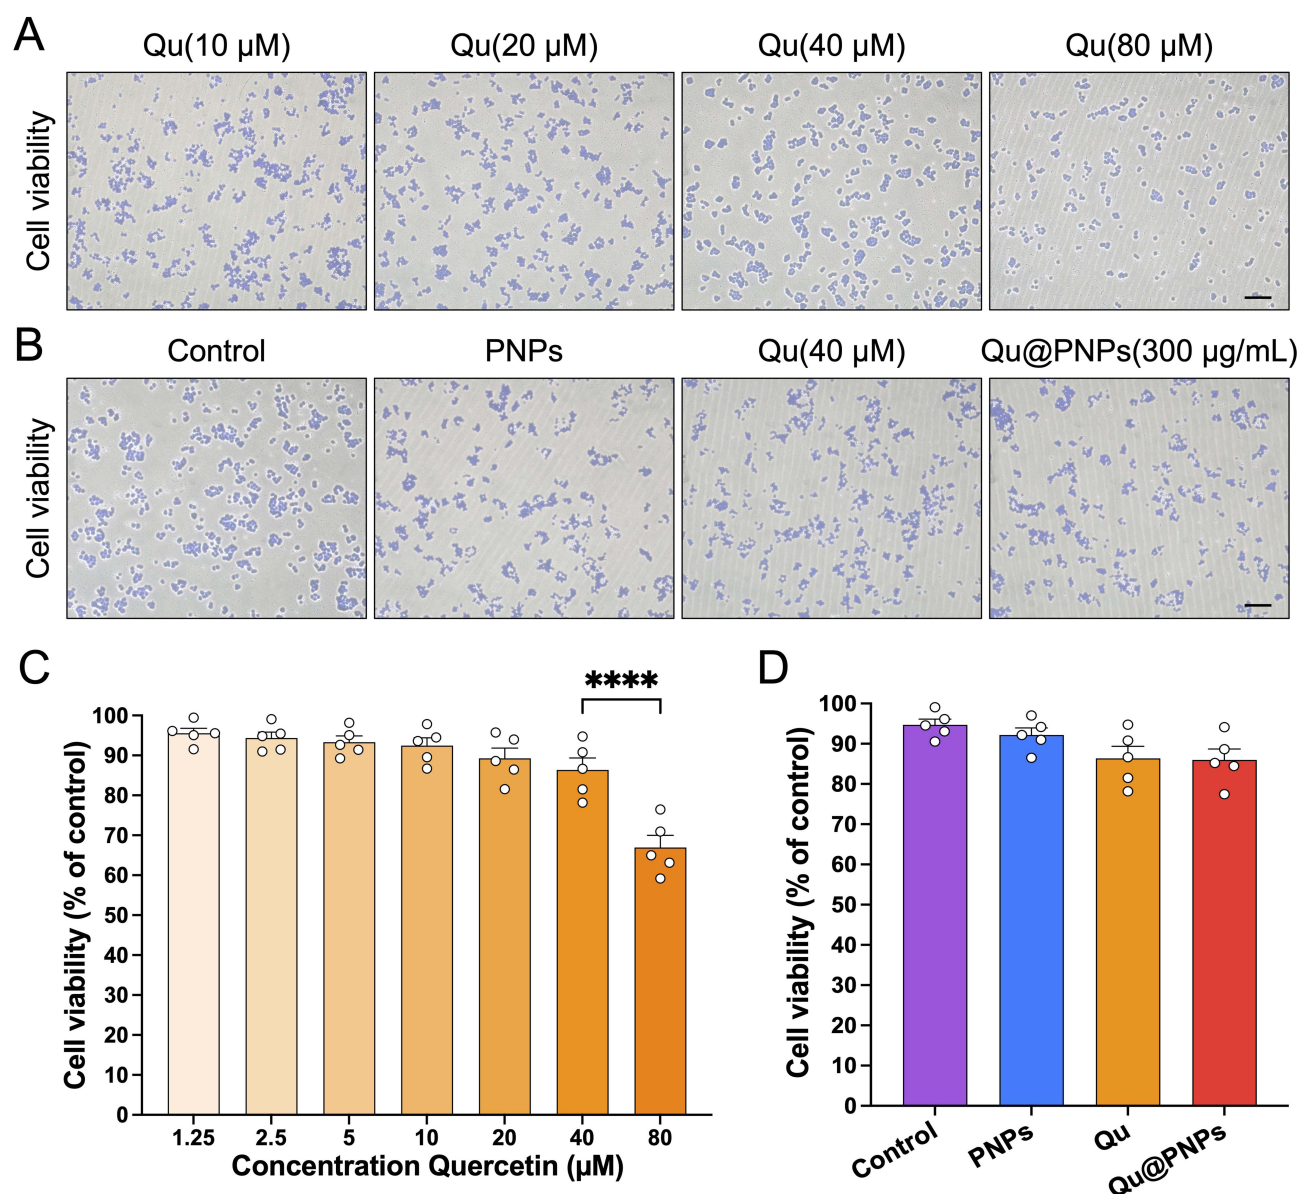 A
Qu(10 µM) Qu(20 µM) Qu(40 µM) Qu(80 µM)
Cell viability
B
Control PNPs Qu(40 µM) Qu@PNPs(300 µg/mL)
Cell viability
C
****
Cell viability (% of control)
100
90
80
70
60
50
40
30
20
10
0
1.25 2.5 5 10 20 40 80
Concentration Quercetin (µM)
D
Cell viability (% of control)
100
90
80
70
60
50
40
30
20
10
0
Control PNPs Qu Qu@PNPs